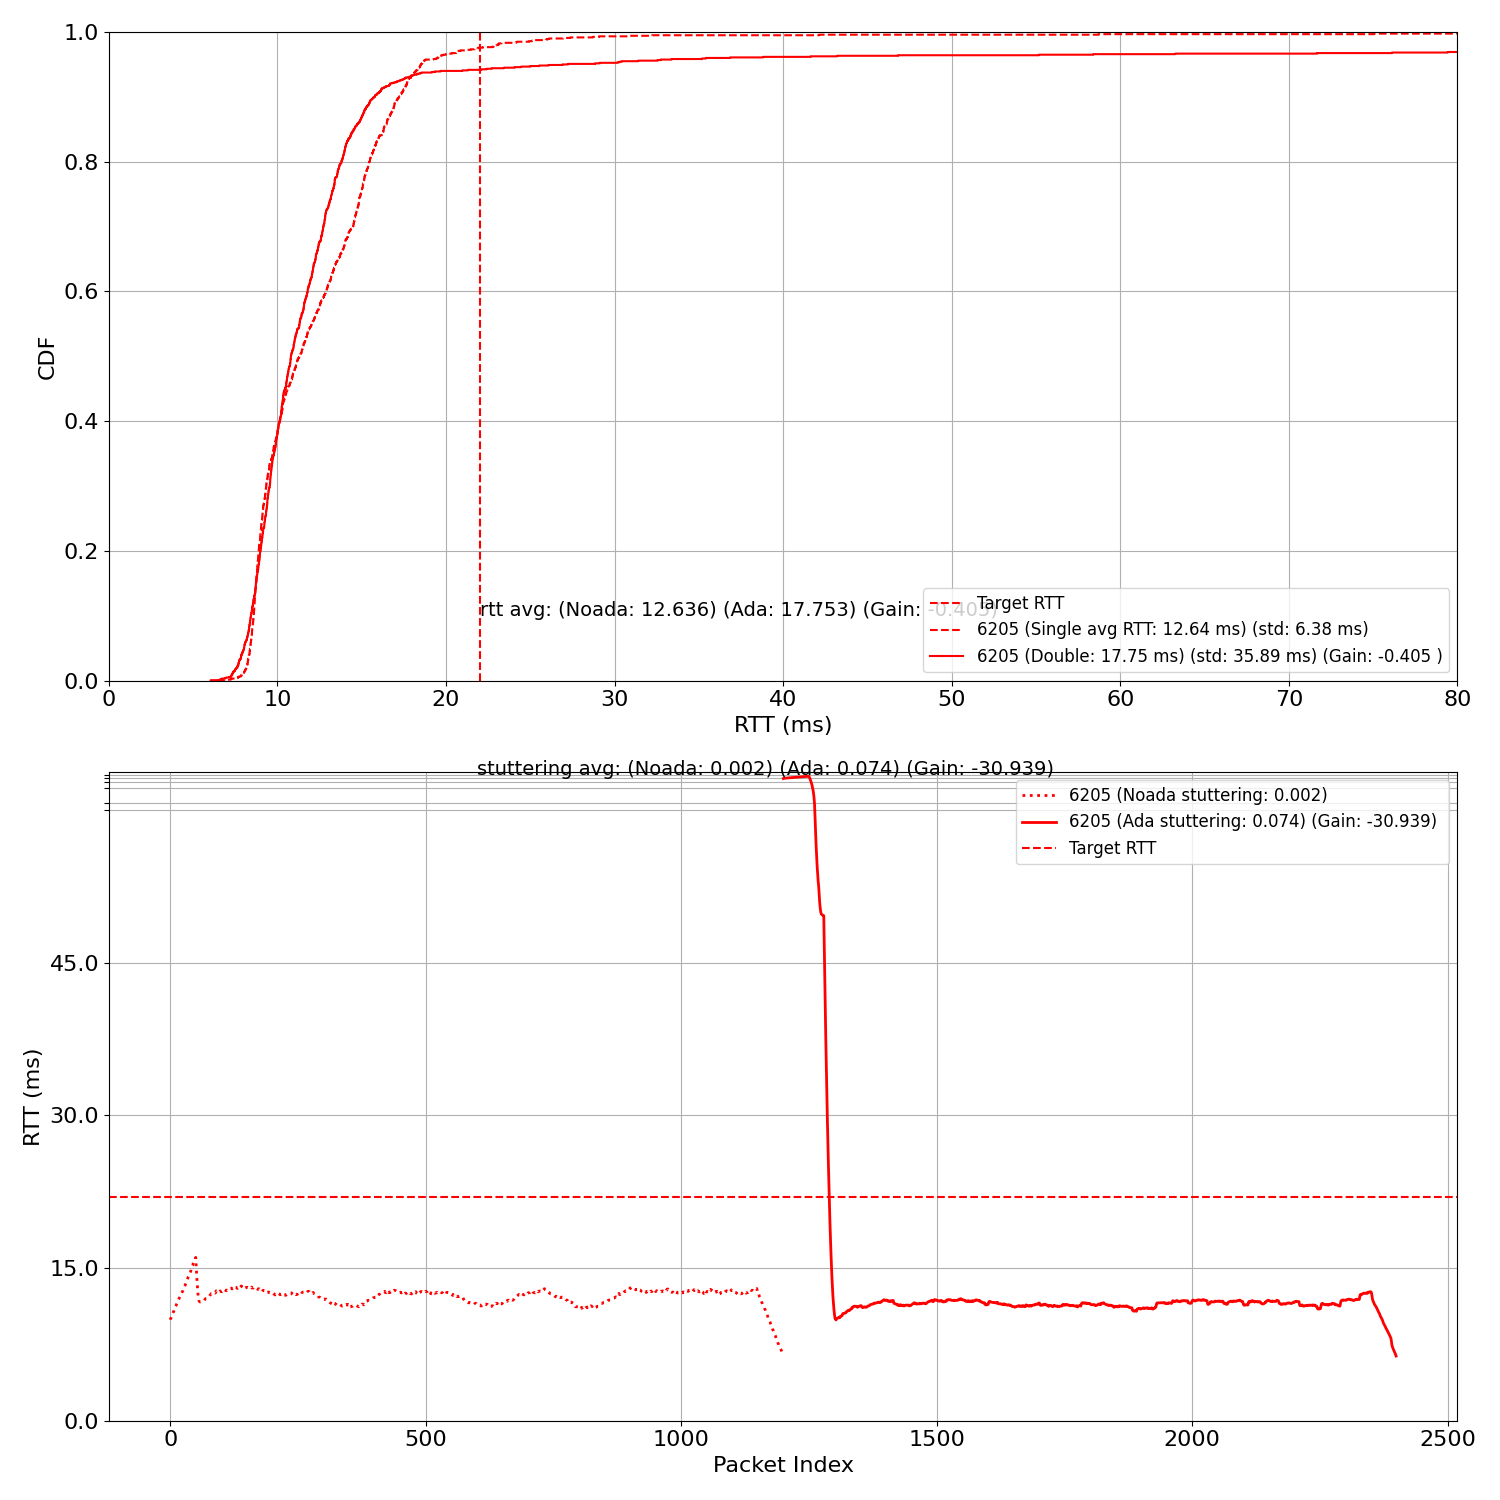 1.0
0.8
0.6
0.4
0.2
0.0
CDF
0 10 20 30 40 50 60 70 80
RTT (ms)
rtt avg: (Noada: 12.636) (Ada: 17.753) (Gain: -0.405)
Target RTT
6205 (Single avg RTT: 12.64 ms) (std: 6.38 ms)
6205 (Double: 17.75 ms) (std: 35.89 ms) (Gain: -0.405 )
stuttering avg: (Noada: 0.002) (Ada: 0.074) (Gain: -30.939)
6205 (Noada stuttering: 0.002)
6205 (Ada stuttering: 0.074) (Gain: -30.939)
Target RTT
45.0
30.0
15.0
0.0
RTT (ms)
0 500 1000 1500 2000 2500
Packet Index